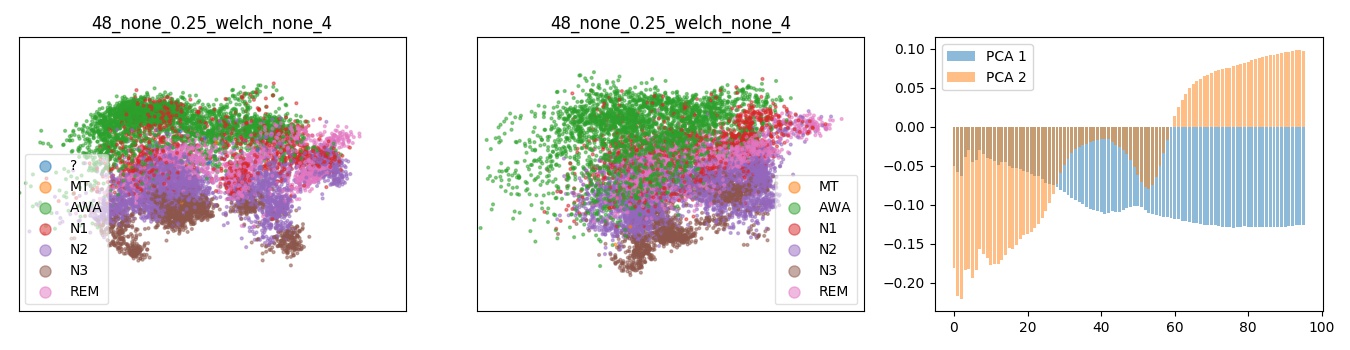 48_none_0.25_welch_none_4
?
MT
AWA
N1
N2
N3
REM
48_none_0.25_welch_none_4
MT
AWA
N1
N2
N3
REM
PCA 1
PCA 2
0.10
0.05
0.00
−0.05
−0.10
−0.15
−0.20
0 20 40 60 80 100